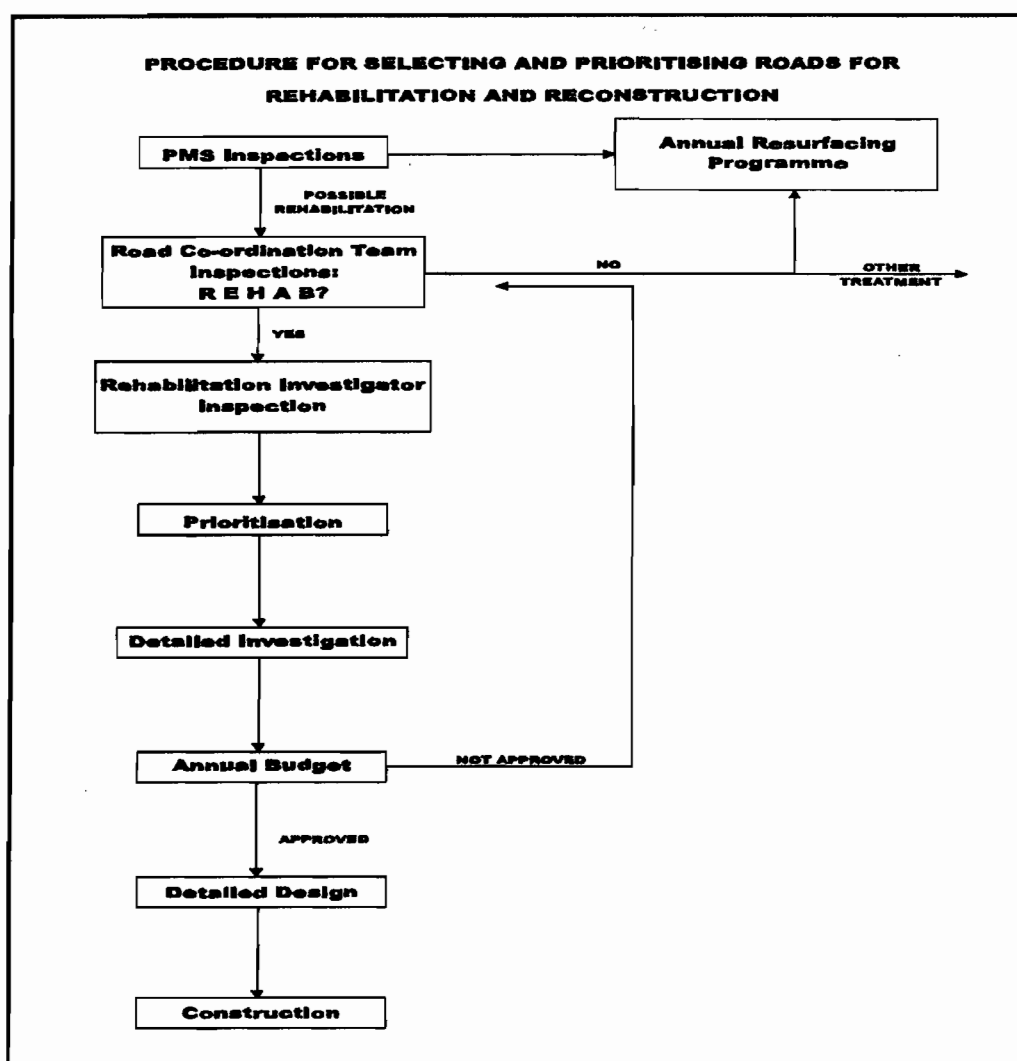 PROCEDURE FOR SELECTING AND PRIORITISING ROADS FOR
REHABILITATION AND RECONSTRUCTION
PMS Inspections
Annual Resurfacing
Programme
POSSIBLE
REHABILITATION
Road Co-ordination Team
Inspections:
R E H A B?
NO
OTHER
TREATMENT
YES
Rehabilitation Investigator
Inspection
Prioritisation
Detailed Investigation
Annual Budget
NOT APPROVED
APPROVED
Detailed Design
Construction